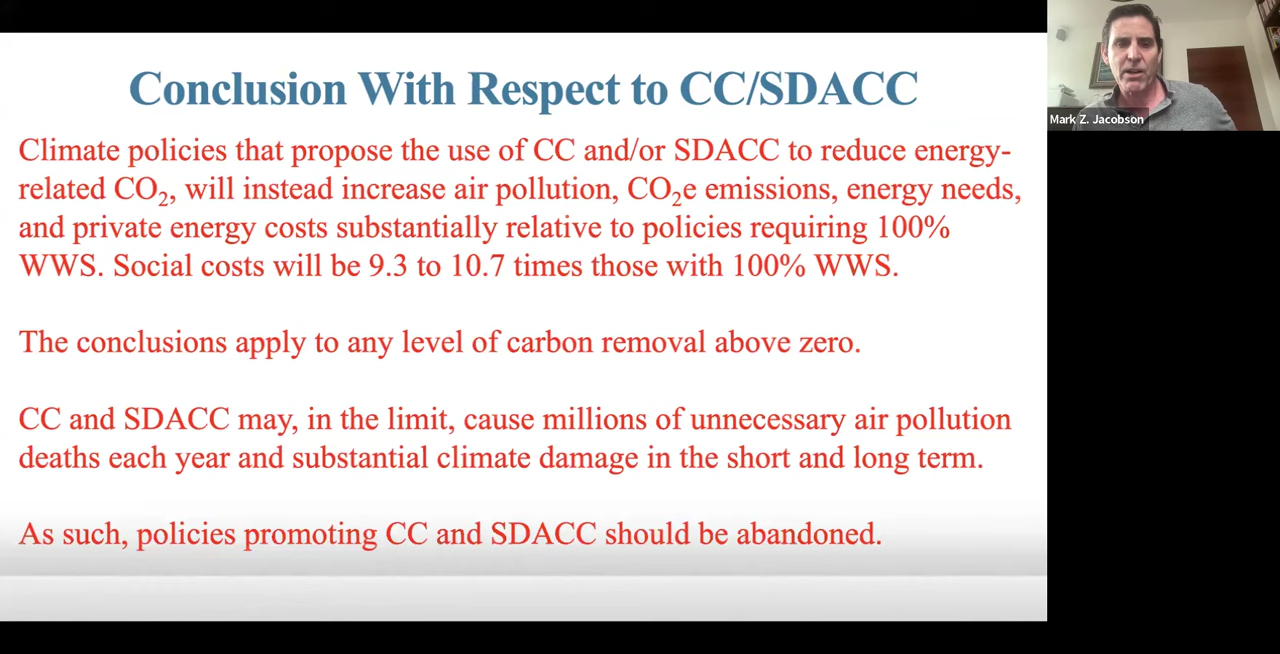 Conclusion With Respect to CC/SDACC
Climate policies that propose the use of CC and/or SDACC to reduce energy-
related CO₂, will instead increase air pollution, CO₂e emissions, energy needs,
and private energy costs substantially relative to policies requiring 100%
WWS. Social costs will be 9.3 to 10.7 times those with 100% WWS.
The conclusions apply to any level of carbon removal above zero.
CC and SDACC may, in the limit, cause millions of unnecessary air pollution
deaths each year and substantial climate damage in the short and long term.
As such, policies promoting CC and SDACC should be abandoned.
Mark Z. Jacobson